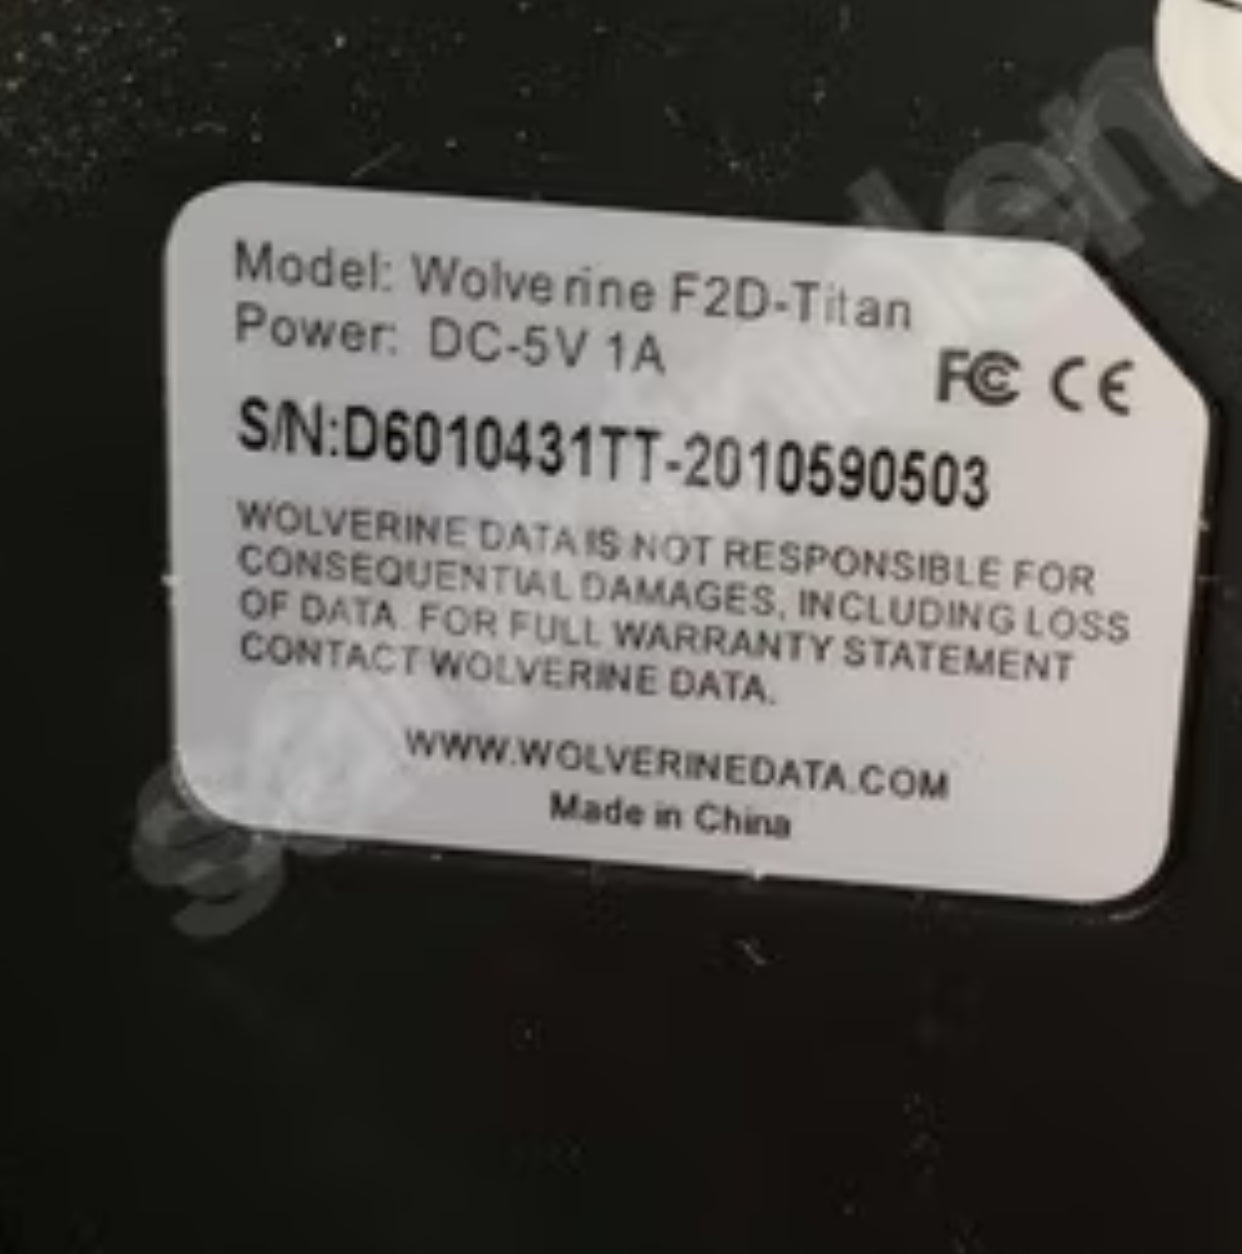 Model: Wolverine F2D-Titan
Power: DC-5V 1A
FC CE
S/N:D6010431TT-2010590503
WOLVERINE DATA IS NOT RESPONSIBLE FOR
CONSEQUENTIAL DAMAGES, INCLUDING LOSS
OF DATA. FOR FULL WARRANTY STATEMENT
CONTACT WOLVERINE DATA.
WWW.WOLVERINEDATA.COM
Made in China